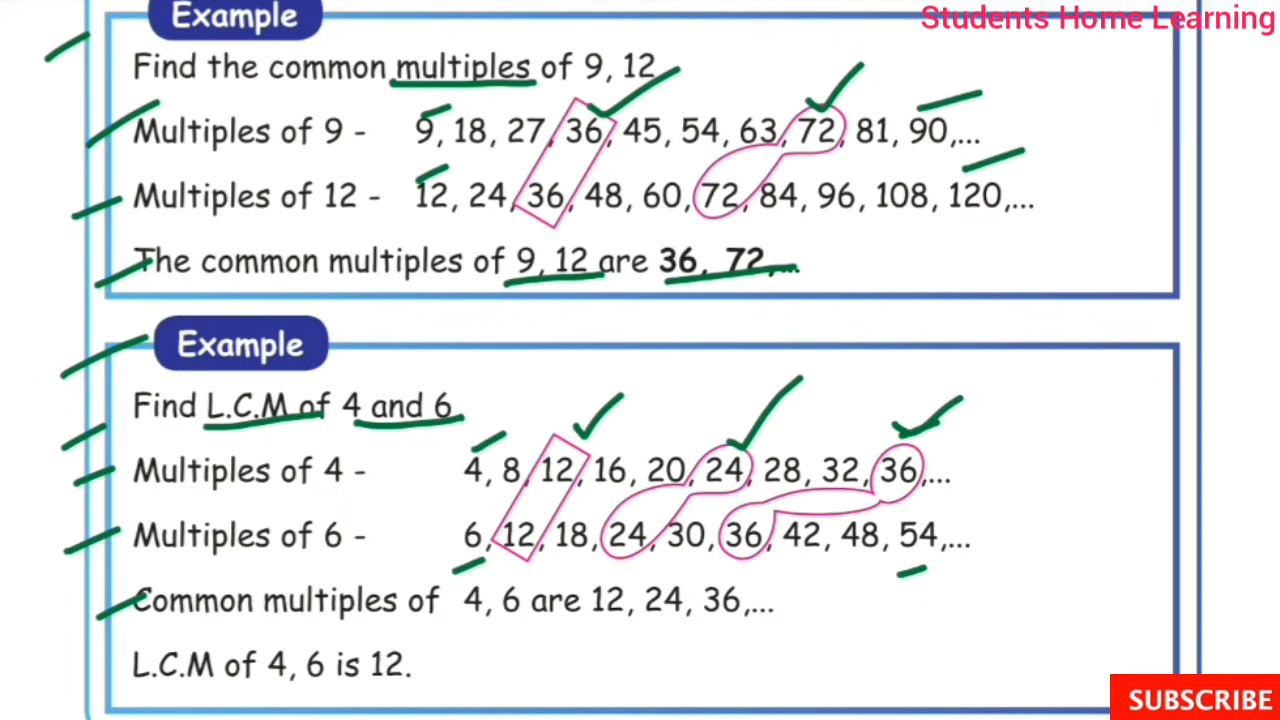 Example
Students Home Learning
Find the common multiples of 9, 12
Multiples of 9 - 9, 18, 27, 36, 45, 54, 63, 72, 81, 90,...
Multiples of 12 - 12, 24, 36, 48, 60, 72, 84, 96, 108, 120,...
The common multiples of 9, 12 are 36, 72,...
Example
Find L.C.M of 4 and 6
Multiples of 4 - 4, 8, 12, 16, 20, 24, 28, 32, 36,...
Multiples of 6 - 6, 12, 18, 24, 30, 36, 42, 48, 54,...
Common multiples of 4, 6 are 12, 24, 36,...
L.C.M of 4, 6 is 12.
SUBSCRIBE